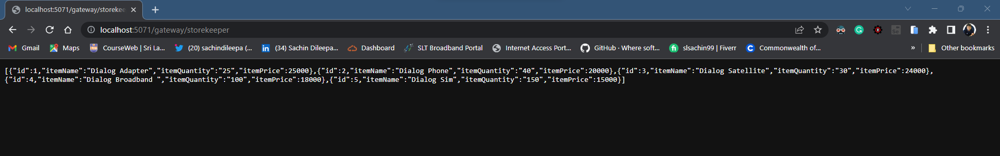 localhost:5071/gateway/storekee
localhost:5071/gateway/storekeeper
Gmail Maps CourseWeb | Sri La... (20) sachindileepa (... (34) Sachin Dileepa... Dashboard SLT Broadband Portal Internet Access Port... GitHub · Where soft... slsachin99 | Fiverr Commonwealth of... » Other bookmarks
[{"id":1,"itemName":"Dialog Adapter","itemQuantity":"25","itemPrice":25000},{"id":2,"itemName":"Dialog Phone","itemQuantity":"40","itemPrice":20000},{"id":3,"itemName":"Dialog Satellite","itemQuantity":"30","itemPrice":24000},
{"id":4,"itemName":"Dialog Broadband ","itemQuantity":"100","itemPrice":18000},{"id":5,"itemName":"Dialog Sim","itemQuantity":"150","itemPrice":15000}]